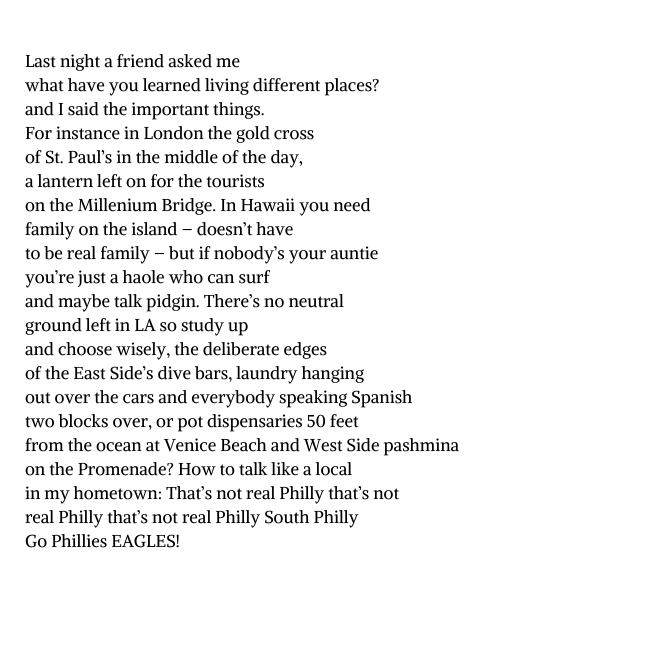 Last night a friend asked me
what have you learned living different places?
and I said the important things.
For instance in London the gold cross
of St. Paul’s in the middle of the day,
a lantern left on for the tourists
on the Millenium Bridge. In Hawaii you need
family on the island – doesn’t have
to be real family – but if nobody’s your auntie
you’re just a haole who can surf
and maybe talk pidgin. There’s no neutral
ground left in LA so study up
and choose wisely, the deliberate edges
of the East Side’s dive bars, laundry hanging
out over the cars and everybody speaking Spanish
two blocks over, or pot dispensaries 50 feet
from the ocean at Venice Beach and West Side pashmina
on the Promenade? How to talk like a local
in my hometown: That’s not real Philly that’s not
real Philly that’s not real Philly South Philly
Go Phillies EAGLES!